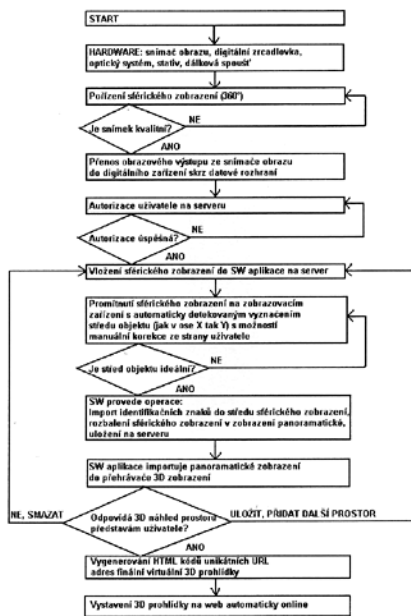 START
HARDWARE: snímač obrazu, digitální zrcadlovka,
optický systém, stativ, dálková spoušť
Pořízení sférického zobrazení (360°)
Je snímek kvalitní?
NE
ANO
Přenos obrazového výstupu ze snímače obrazu
do digitálního zařízení skrz datové rozhraní
Autorizace uživatele na serveru
Autorizace úspěšná?
NE
ANO
Vložení sférického zobrazení do SW aplikace na server
Promítnutí sférického zobrazení na zobrazovacím
zařízení s automaticky detekovaným vyznačením
středu objektu (jak v ose X tak Y) s možností
manuální korekce ze strany uživatele
Je střed objektu ideální?
NE
ANO
SW provede operace:
Import identifikačních znaků do středu sférického zobrazení,
rozbalení sférického zobrazení v zobrazení panoramatické,
uložení na serveru
SW aplikace importuje panoramatické zobrazení
do přehrávače 3D zobrazení
NE, SMAZAT
Odpovídá 3D náhled prostoru
představám uživatele?
ULOŽIT, PŘIDAT DALŠÍ PROSTOR
ANO
Vygenerování HTML kódů unikátních URL
adres finální virtuální 3D prohlídky
Vystavení 3D prohlídky na web automaticky online